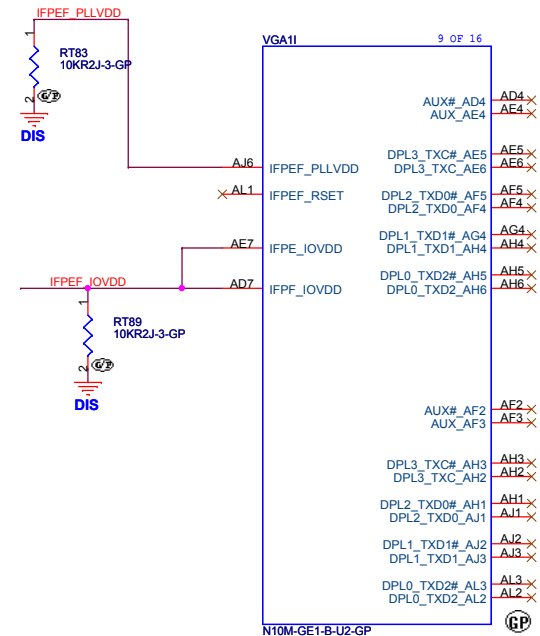 IFPEF_PLLVDD
1
RT83
10KR2J-3-GP
2
GP
DIS
VGA1I
9 OF 16
AJ6
IFPEF_PLLVDD
AL1
IFPEF_RSET
AE7
IFPE_IOVDD
IFPEF_IOVDD
AD7
IFPF_IOVDD
1
RT89
10KR2J-3-GP
2
GP
DIS
AUX#_AD4 AD4
AUX_AE4 AE4
DPL3_TXC#_AE5 AE5
DPL3_TXC_AE6 AE6
DPL2_TXD0#_AF5 AF5
DPL2_TXD0_AF4 AF4
DPL1_TXD1#_AG4 AG4
DPL1_TXD1_AH4 AH4
DPL0_TXD2#_AH5 AH5
DPL0_TXD2_AH6 AH6
AUX#_AF2 AF2
AUX_AF3 AF3
DPL3_TXC#_AH3 AH3
DPL3_TXC_AH2 AH2
DPL2_TXD0#_AH1 AH1
DPL2_TXD0_AJ1 AJ1
DPL1_TXD1#_AJ2 AJ2
DPL1_TXD1_AJ3 AJ3
DPL0_TXD2#_AL3 AL3
DPL0_TXD2_AL2 AL2
GP
N10M-GE1-B-U2-GP